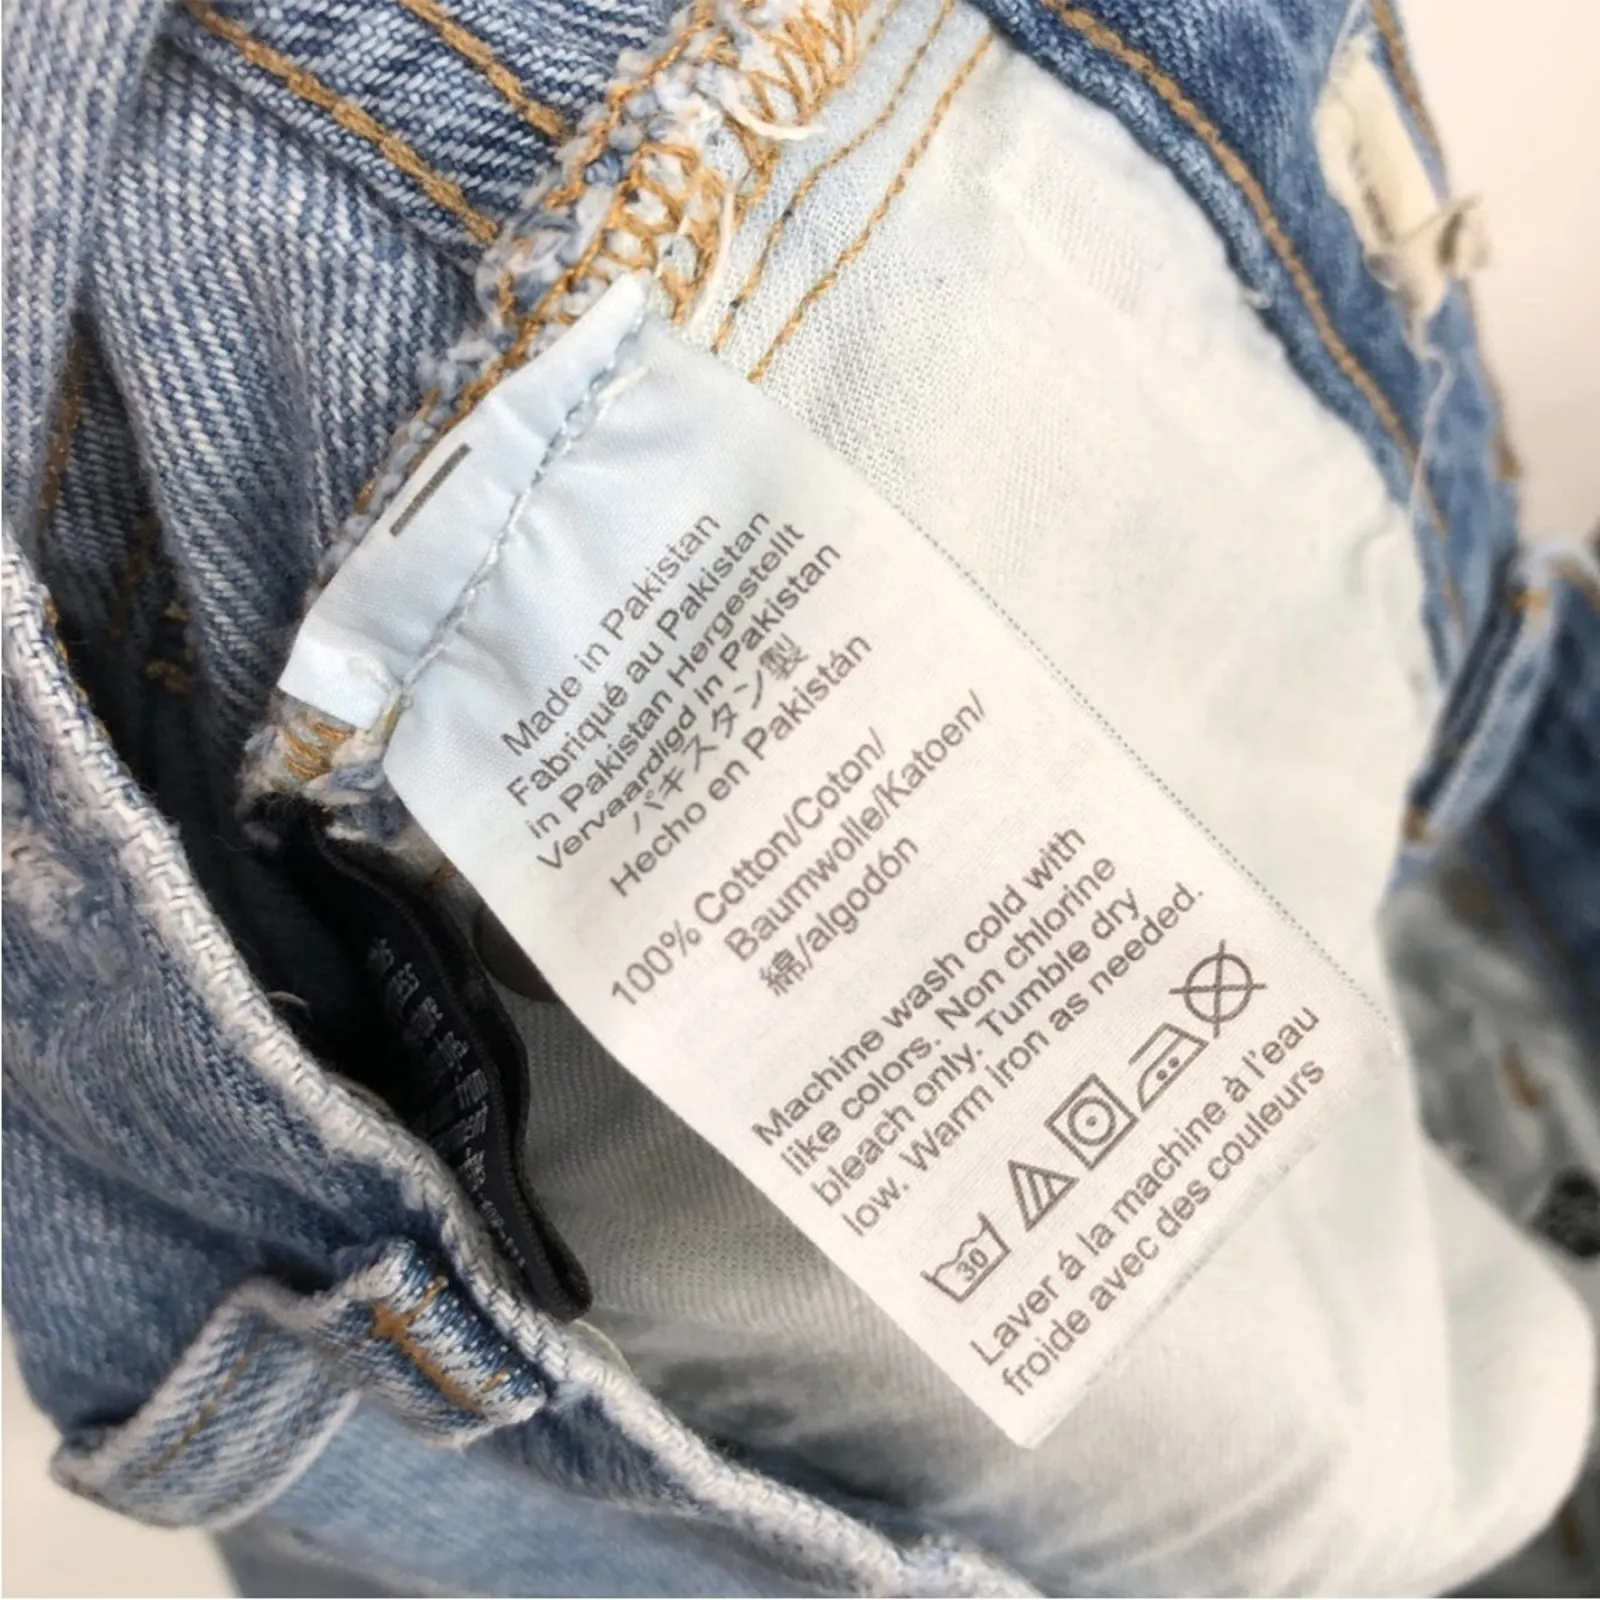 Made in Pakistan
Fabriqué au Pakistan
in Pakistan Hergestellt
Vervaardigd in Pakistan
パキスタン製
Hecho en Pakistán
100% Cotton/Coton/
Baumwolle/Katoen/
綿/algodón
Machine wash cold with
like colors. Non chlorine
bleach only. Tumble dry
low. Warm iron as needed.
30
Laver á la machine à l'eau
froide avec des couleurs